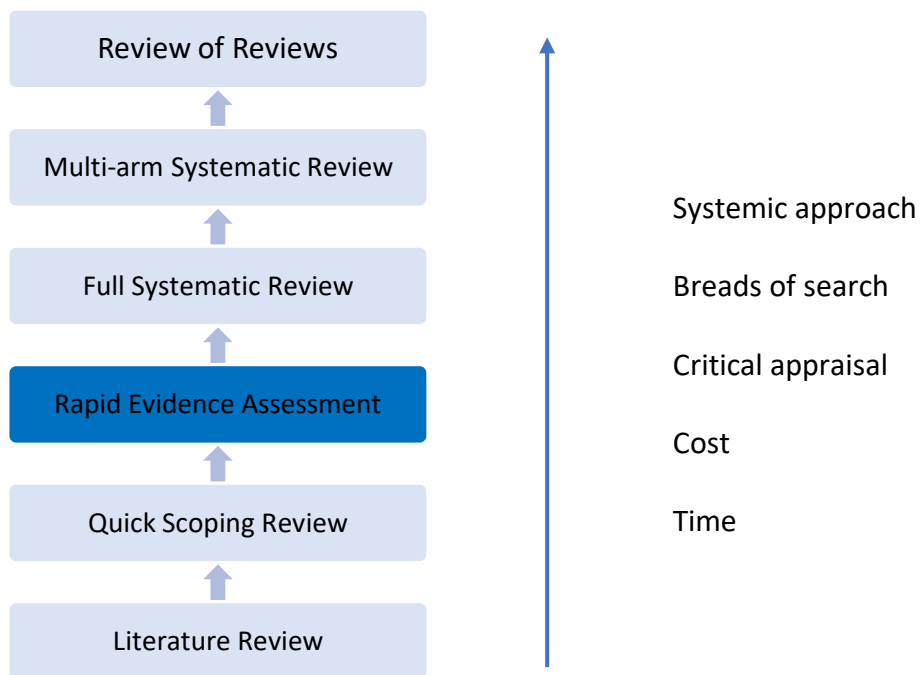 Review of Reviews
Multi-arm Systematic Review
Full Systematic Review
Rapid Evidence Assessment
Quick Scoping Review
Literature Review
Systemic approach
Breads of search
Critical appraisal
Cost
Time